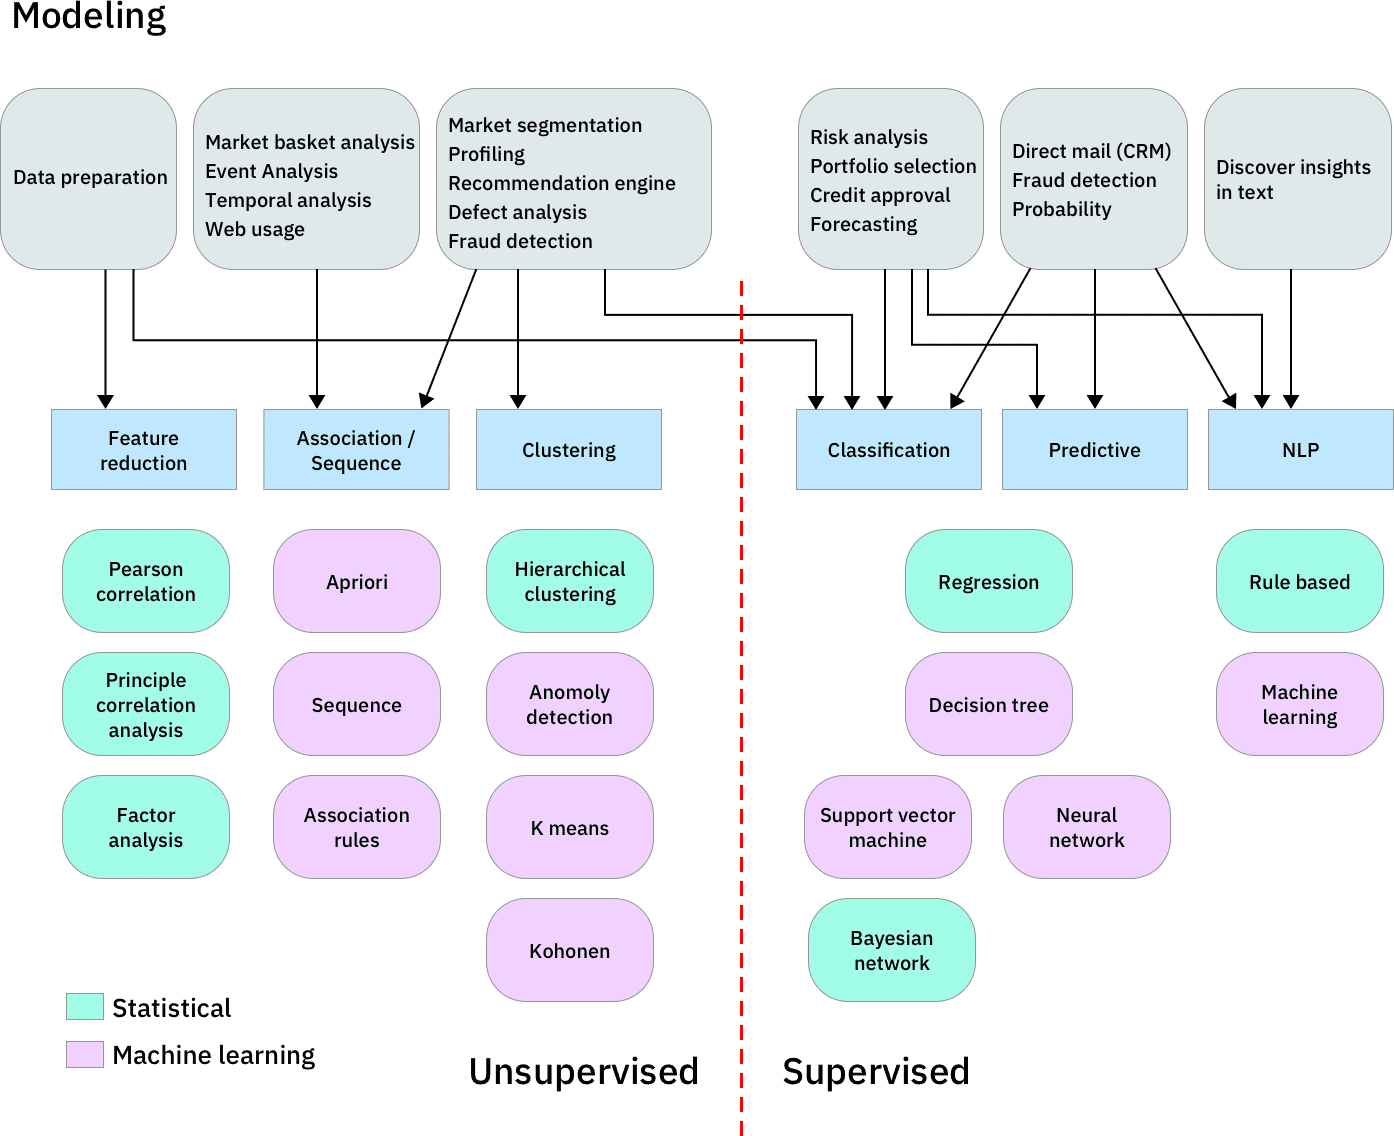 Modeling
Data preparation
Market basket analysis
Event Analysis
Temporal analysis
Web usage
Market segmentation
Profiling
Recommendation engine
Defect analysis
Fraud detection
Risk analysis
Portfolio selection
Credit approval
Forecasting
Direct mail (CRM)
Fraud detection
Probability
Discover insights
in text
Feature
reduction
Association /
Sequence
Clustering
Classification
Predictive
NLP
Pearson
correlation
Apriori
Hierarchical
clustering
Regression
Rule based
Principle
correlation
analysis
Sequence
Anomoly
detection
Decision tree
Machine
learning
Factor
analysis
Association
rules
K means
Support vector
machine
Neural
network
Kohonen
Bayesian
network
Statistical
Machine learning
Unsupervised
Supervised